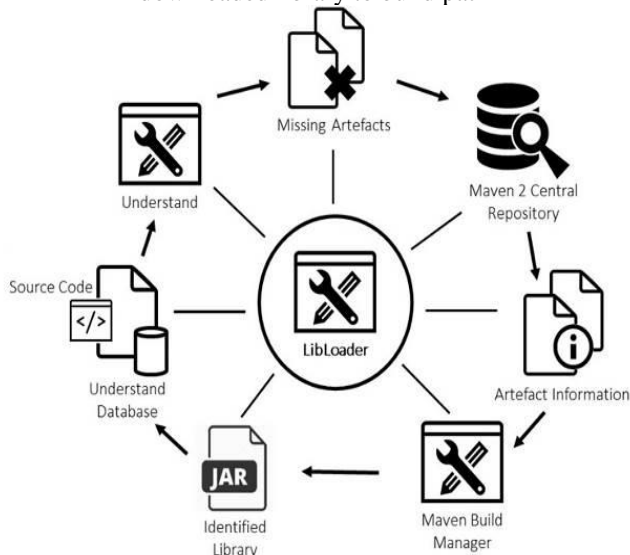 Missing Artefacts
Maven 2 Central
Repository
Understand
Source Code
</>
LibLoader
i
Artefact Information
Understand
Database
JAR
Identified
Library
Maven Build
Manager